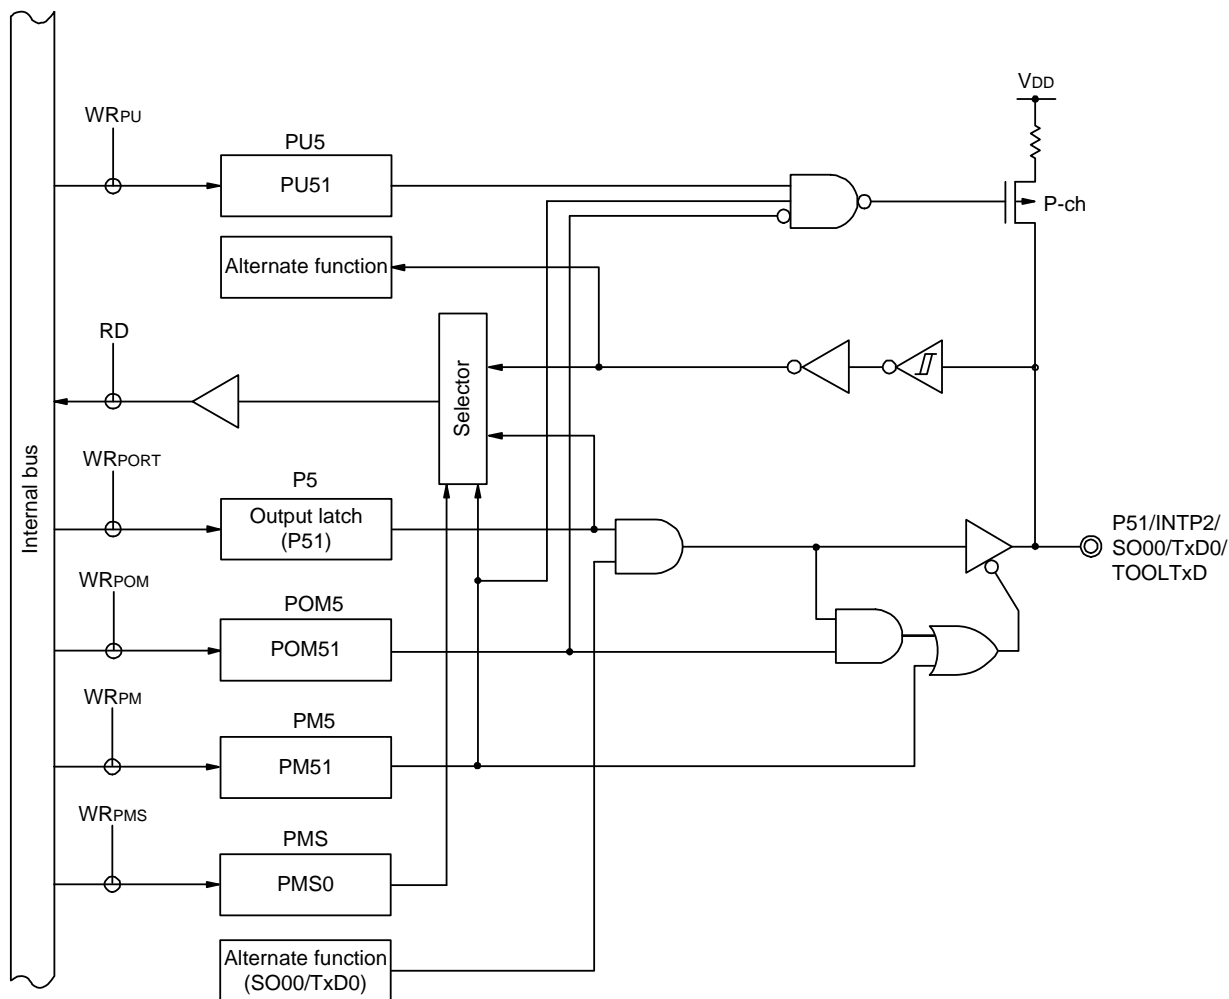 VDD
WRPU
PU5
PU51
P-ch
Alternate function
RD
Selector
Internal bus
WRPORT
P5
Output latch
(P51)
P51/INTP2/
SO00/TxD0/
TOOLTxD
WRPOM
POM5
POM51
WRPM
PM5
PM51
WRPMS
PMS
PMS0
Alternate function
(SO00/TxD0)